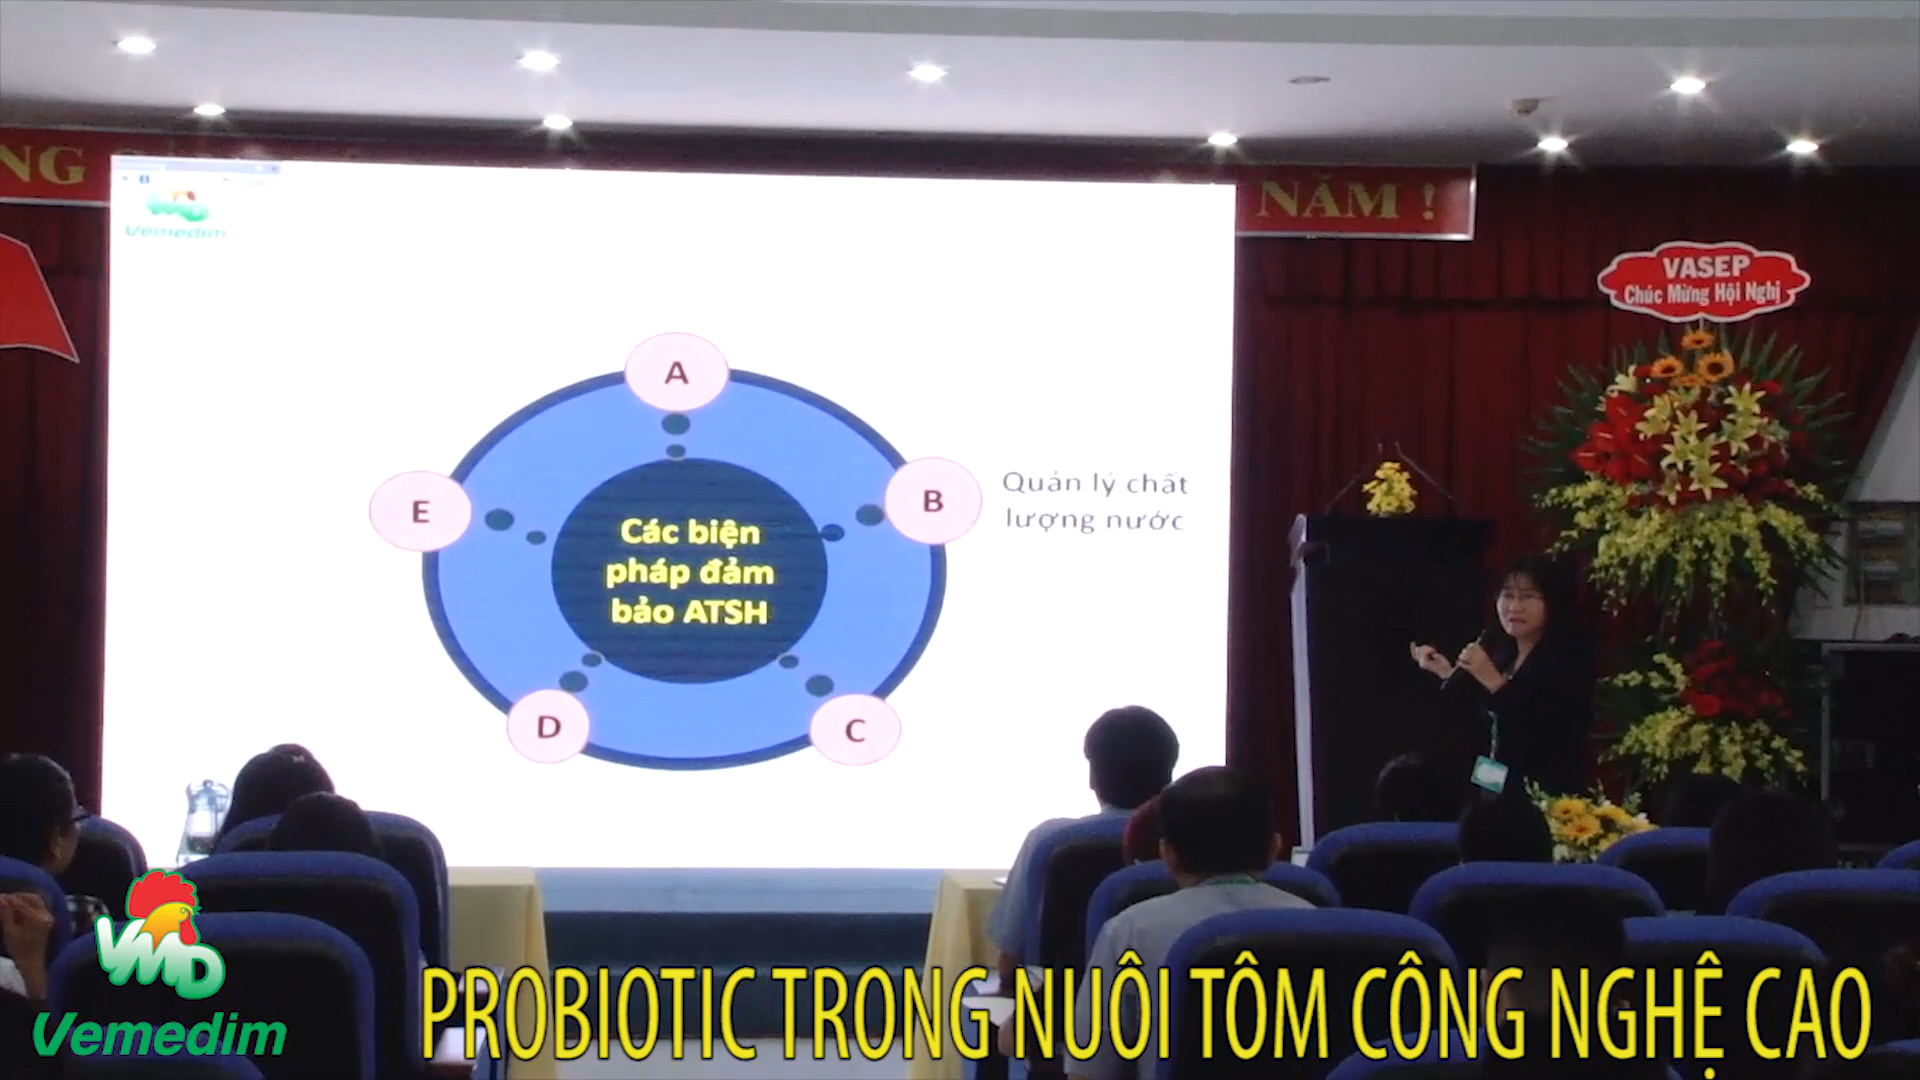 NG
NĂM !
Vemedim
VASEP
Chúc Mừng Hội Nghị
A
B
Quản lý chất
lượng nước
E
Các biện
pháp đảm
bảo ATSH
D
C
VMD
Vemedim
PROBIOTIC TRONG NUÔI TÔM CÔNG NGHỆ CAO